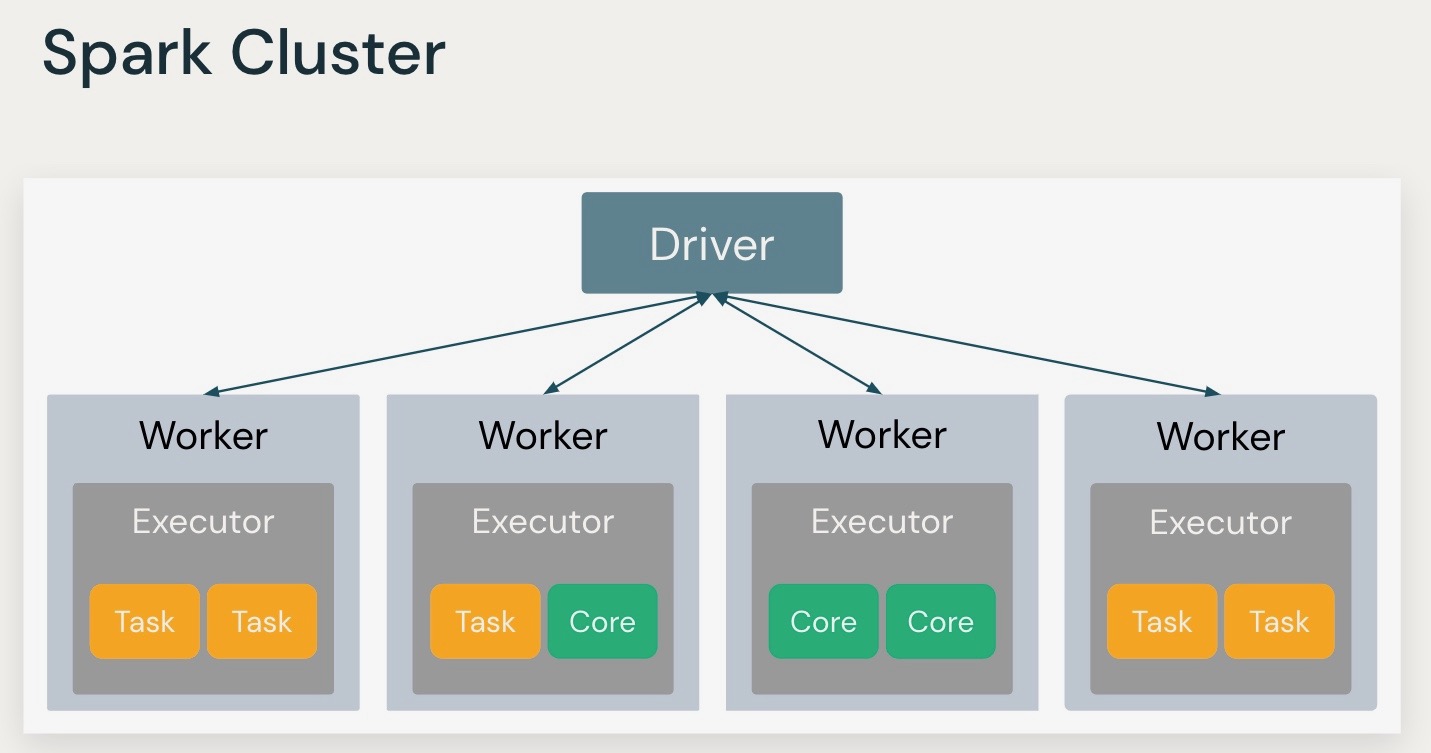 Spark Cluster
Driver
Worker
Worker
Worker
Worker
Executor
Executor
Executor
Executor
Task
Task
Task
Core
Core
Core
Task
Task